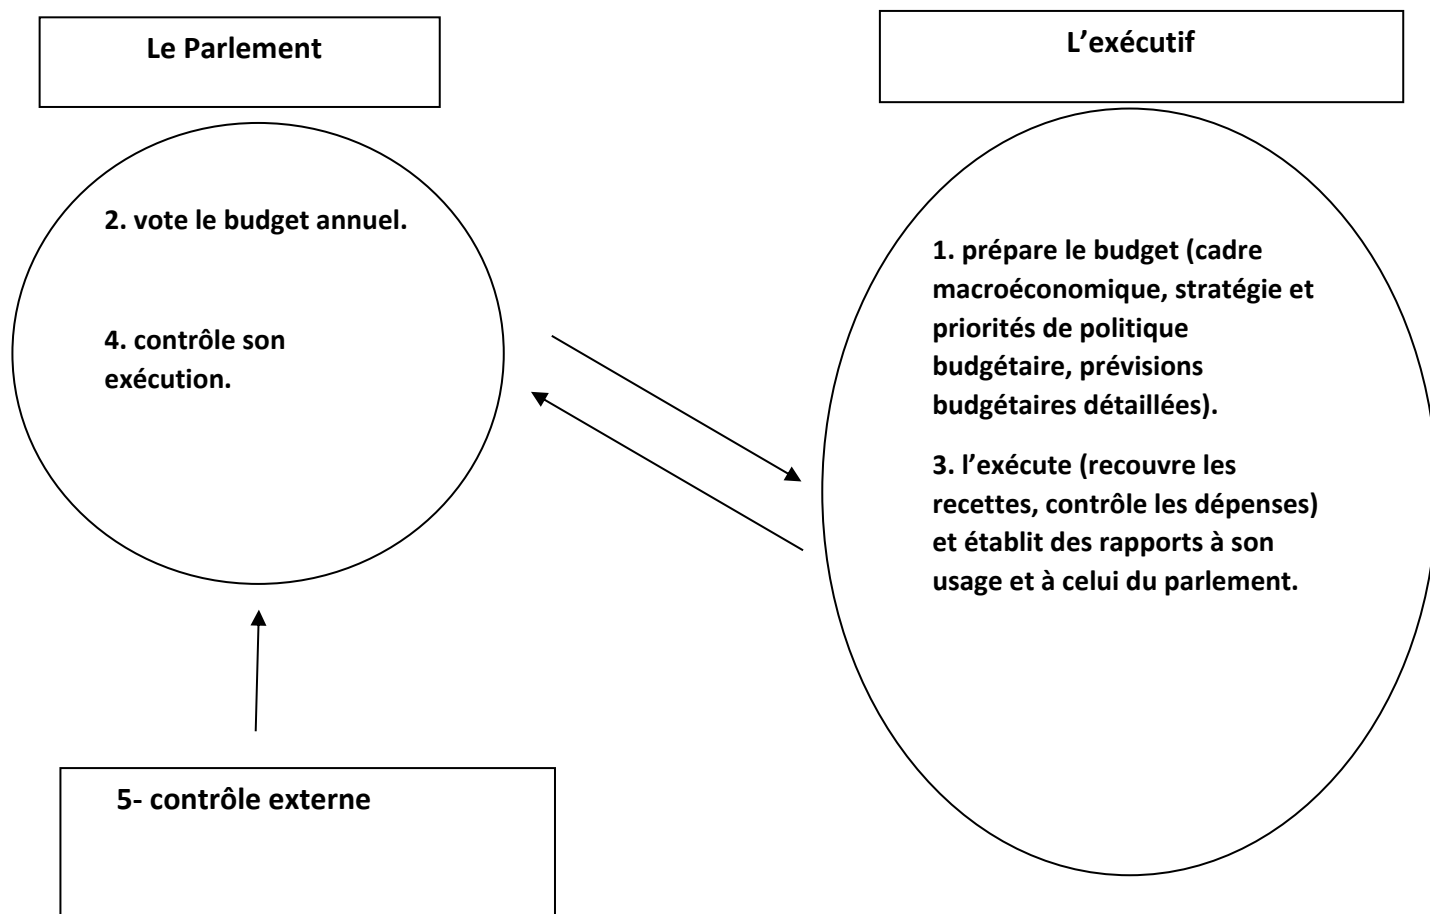 Le Parlement
L’exécutif
2. vote le budget annuel.
4. contrôle son
exécution.
1. prépare le budget (cadre
macroéconomique, stratégie et
priorités de politique
budgétaire, prévisions
budgétaires détaillées).
3. l’exécute (recouvre les
recettes, contrôle les dépenses)
et établit des rapports à son
usage et à celui du parlement.
5- contrôle externe